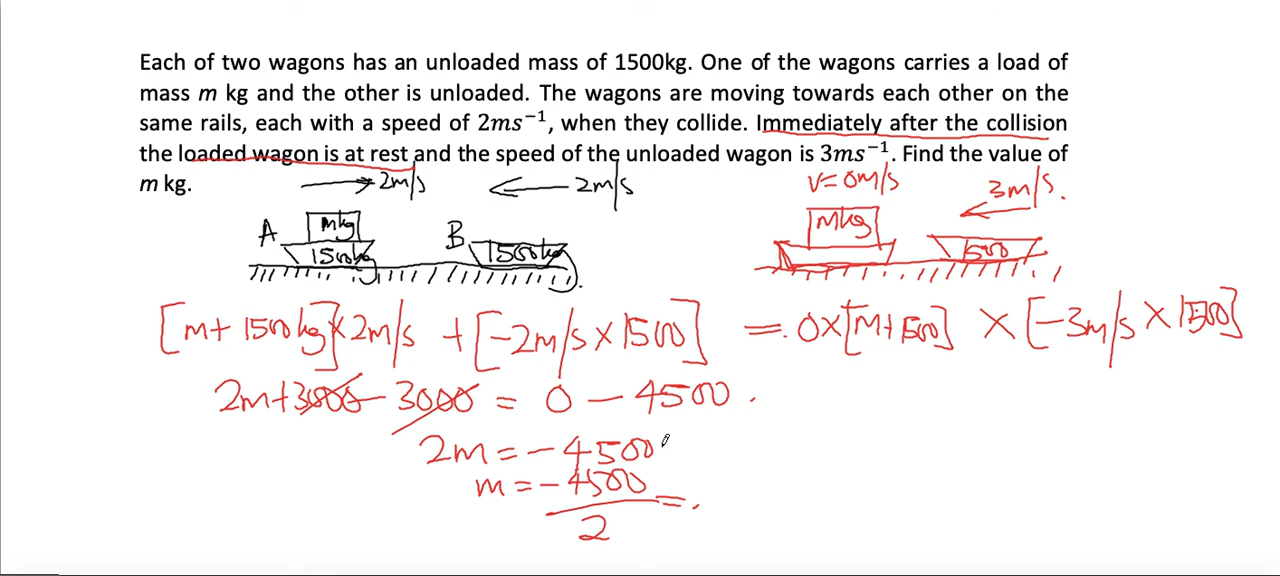 Each of two wagons has an unloaded mass of 1500kg. One of the wagons carries a load of
mass m kg and the other is unloaded. The wagons are moving towards each other on the
same rails, each with a speed of 2ms⁻¹, when they collide. Immediately after the collision
the loaded wagon is at rest and the speed of the unloaded wagon is 3ms⁻¹. Find the value of
m kg.
→ 2m/s ← 2m/s V=0m/s 3m/s.
A mkg B mkg
1500kg 1500kg 1500
[m+1500kg]×2m/s + [-2m/s×1500] = 0×[m+1500] × [-3m/s×1500]
2m+3000-3000 = 0-4500.
2m=-4500
m=-4500 =.
2